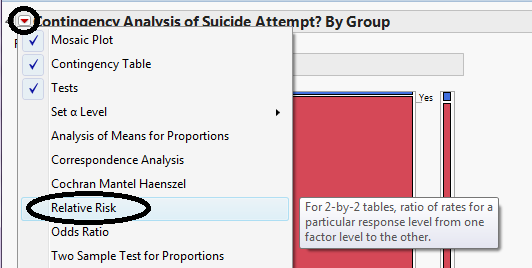 Contingency Analysis of Suicide Attempt? By Group
Mosaic Plot
Contingency Table
Yes
Tests
Set α Level
Analysis of Means for Proportions
Correspondence Analysis
Cochran Mantel Haenszel
Relative Risk
For 2-by-2 tables, ratio of rates for a
particular response level from one
factor level to the other.
Odds Ratio
Two Sample Test for Proportions